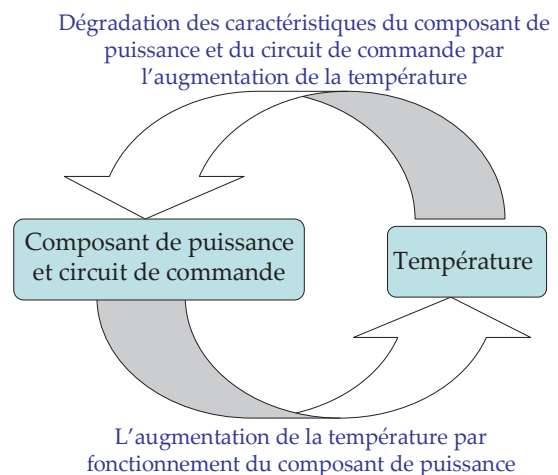 Dégradation des caractéristiques du composant de
puissance et du circuit de commande par
l’augmentation de la température
Composant de puissance
et circuit de commande
Température
L’augmentation de la température par
fonctionnement du composant de puissance